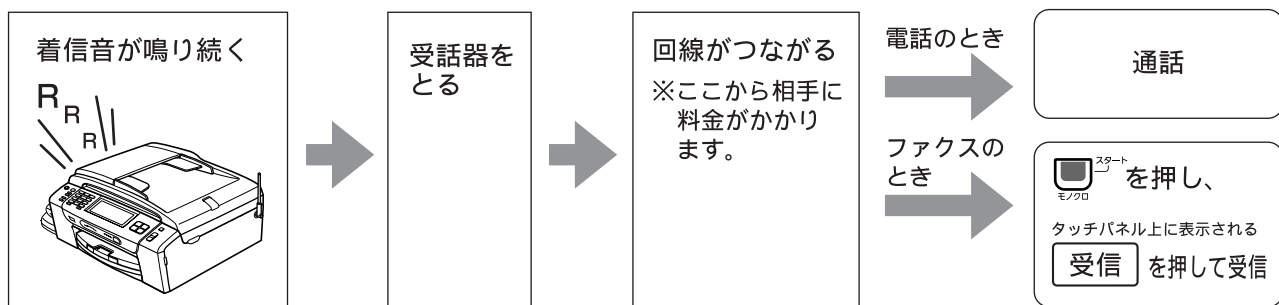 着信音が鳴り続く
R
R
R
受話器を
とる
回線がつながる
※ここから相手に
料金がかかり
ます。
電話のとき
通話
ファクスの
とき
スタート
モノクロ
を押し、
タッチパネル上に表示される
受信 を押して受信